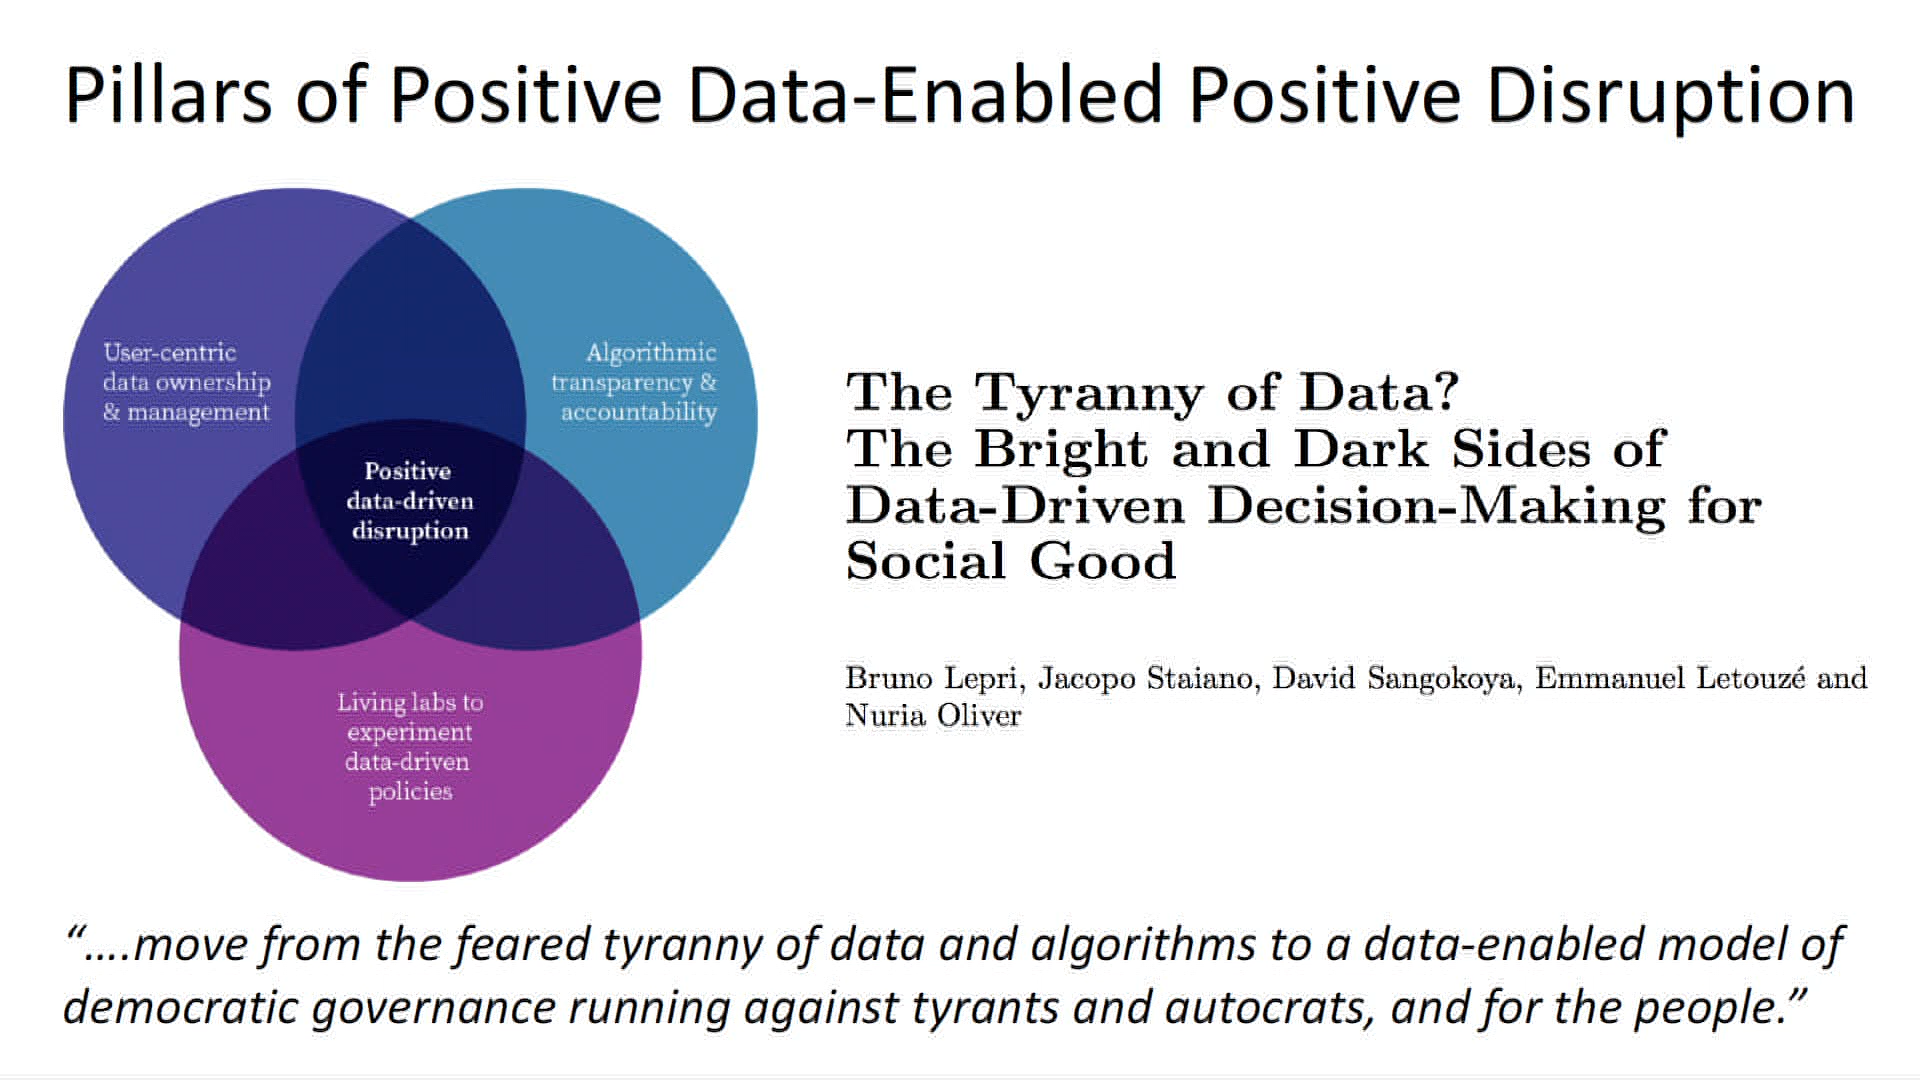 Pillars of Positive Data-Enabled Positive Disruption
User-centric
data ownership
& management
Algorithmic
transparency &
accountability
Positive
data-driven
disruption
Living labs to
experiment
data-driven
policies
The Tyranny of Data?
The Bright and Dark Sides of
Data-Driven Decision-Making for
Social Good
Bruno Lepri, Jacopo Staiano, David Sangokoya, Emmanuel Letouzé and
Nuria Oliver
“....move from the feared tyranny of data and algorithms to a data-enabled model of
democratic governance running against tyrants and autocrats, and for the people.”